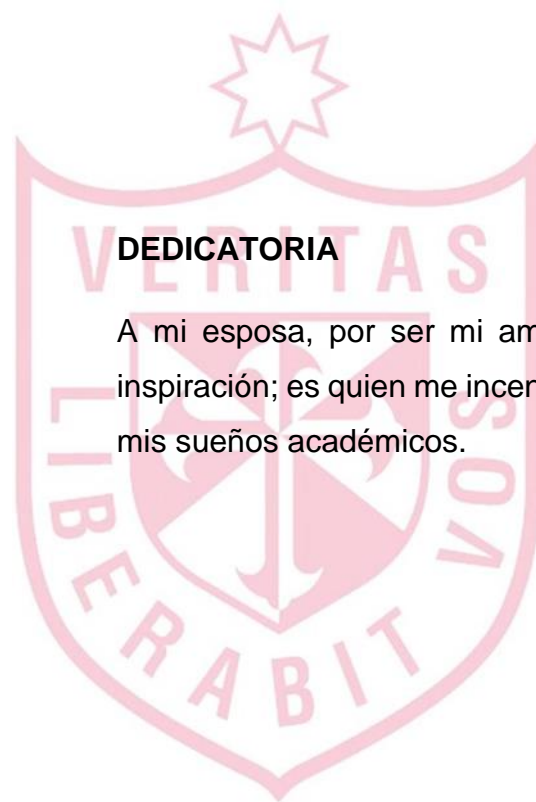 DEDICATORIA
A mi esposa, por ser mi
inspiración; es quien me
mis sueños académicos.
VERITAS
LIBERABIT
VOS